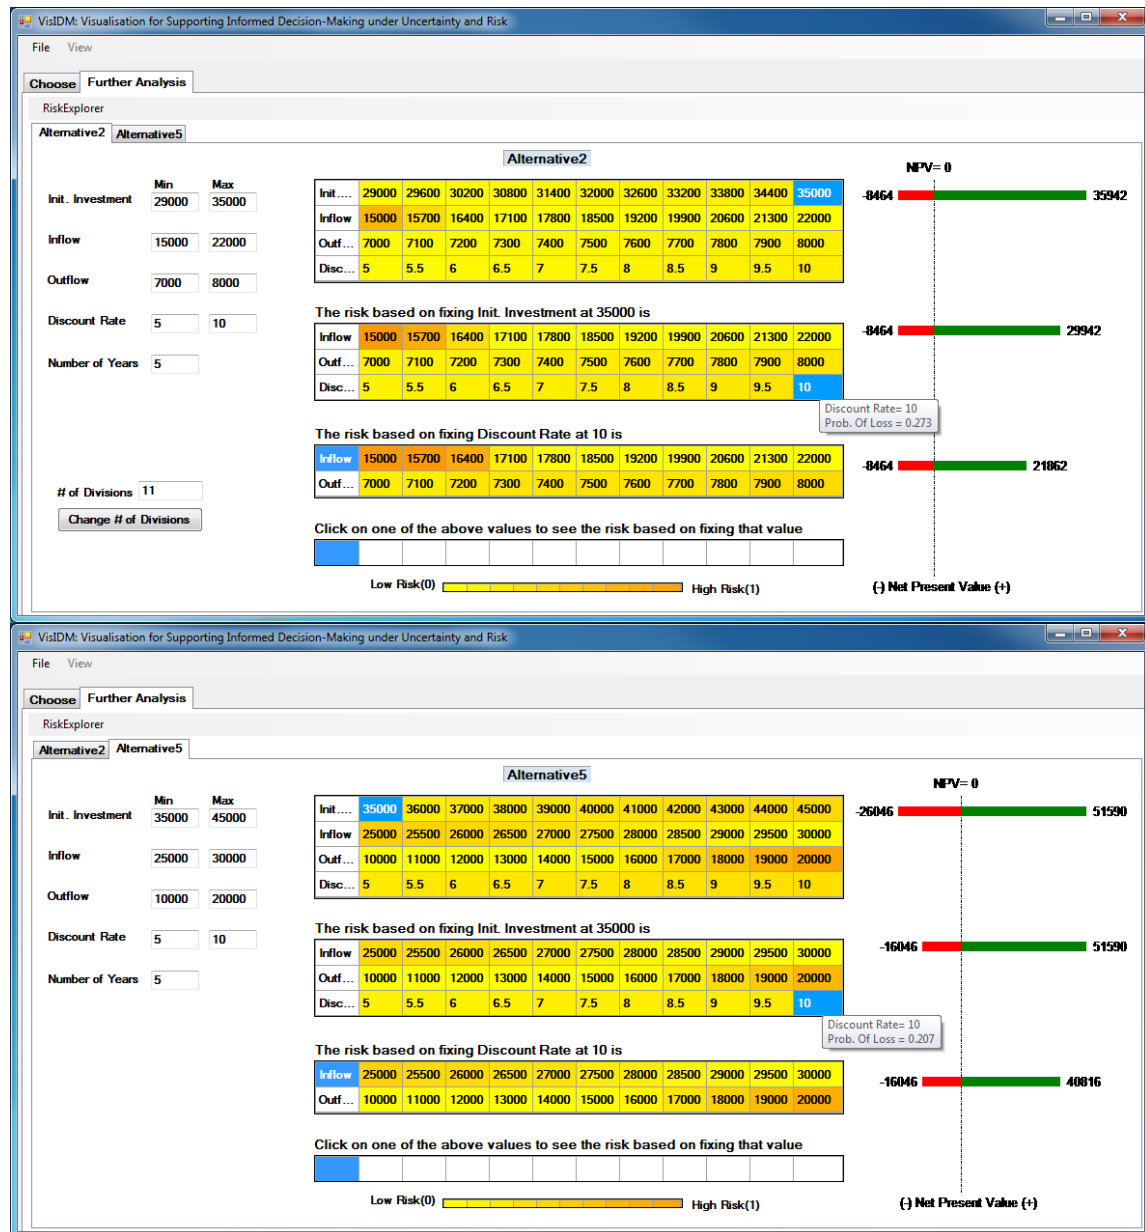 VisIDM: Visualisation for Supporting Informed Decision-Making under Uncertainty and Risk
File View
Choose Further Analysis
RiskExplorer
Alternative2 Alternative5
Alternative2
NPV= 0
Min Max
Init. Investment 29000 35000
Inflow 15000 22000
Outflow 7000 8000
Discount Rate 5 10
Number of Years 5
# of Divisions 11
Change # of Divisions
Init.... 29000 29600 30200 30800 31400 32000 32600 33200 33800 34400 35000
Inflow 15000 15700 16400 17100 17800 18500 19200 19900 20600 21300 22000
Outf... 7000 7100 7200 7300 7400 7500 7600 7700 7800 7900 8000
Disc... 5 5.5 6 6.5 7 7.5 8 8.5 9 9.5 10
-8464 35942
The risk based on fixing Init. Investment at 35000 is
Inflow 15000 15700 16400 17100 17800 18500 19200 19900 20600 21300 22000
Outf... 7000 7100 7200 7300 7400 7500 7600 7700 7800 7900 8000
Disc... 5 5.5 6 6.5 7 7.5 8 8.5 9 9.5 10
-8464 29942
Discount Rate= 10
Prob. Of Loss = 0.273
The risk based on fixing Discount Rate at 10 is
Inflow 15000 15700 16400 17100 17800 18500 19200 19900 20600 21300 22000
Outf... 7000 7100 7200 7300 7400 7500 7600 7700 7800 7900 8000
-8464 21862
Click on one of the above values to see the risk based on fixing that value
Low Risk(0) High Risk(1)
(-) Net Present Value (+)
VisIDM: Visualisation for Supporting Informed Decision-Making under Uncertainty and Risk
File View
Choose Further Analysis
RiskExplorer
Alternative2 Alternative5
Alternative5
NPV= 0
Min Max
Init. Investment 35000 45000
Inflow 25000 30000
Outflow 10000 20000
Discount Rate 5 10
Number of Years 5
Init.... 35000 36000 37000 38000 39000 40000 41000 42000 43000 44000 45000
Inflow 25000 25500 26000 26500 27000 27500 28000 28500 29000 29500 30000
Outf... 10000 11000 12000 13000 14000 15000 16000 17000 18000 19000 20000
Disc... 5 5.5 6 6.5 7 7.5 8 8.5 9 9.5 10
-26046 51590
The risk based on fixing Init. Investment at 35000 is
Inflow 25000 25500 26000 26500 27000 27500 28000 28500 29000 29500 30000
Outf... 10000 11000 12000 13000 14000 15000 16000 17000 18000 19000 20000
Disc... 5 5.5 6 6.5 7 7.5 8 8.5 9 9.5 10
-16046 51590
Discount Rate= 10
Prob. Of Loss = 0.207
The risk based on fixing Discount Rate at 10 is
Inflow 25000 25500 26000 26500 27000 27500 28000 28500 29000 29500 30000
Outf... 10000 11000 12000 13000 14000 15000 16000 17000 18000 19000 20000
-16046 40816
Click on one of the above values to see the risk based on fixing that value
Low Risk(0) High Risk(1)
(-) Net Present Value (+)